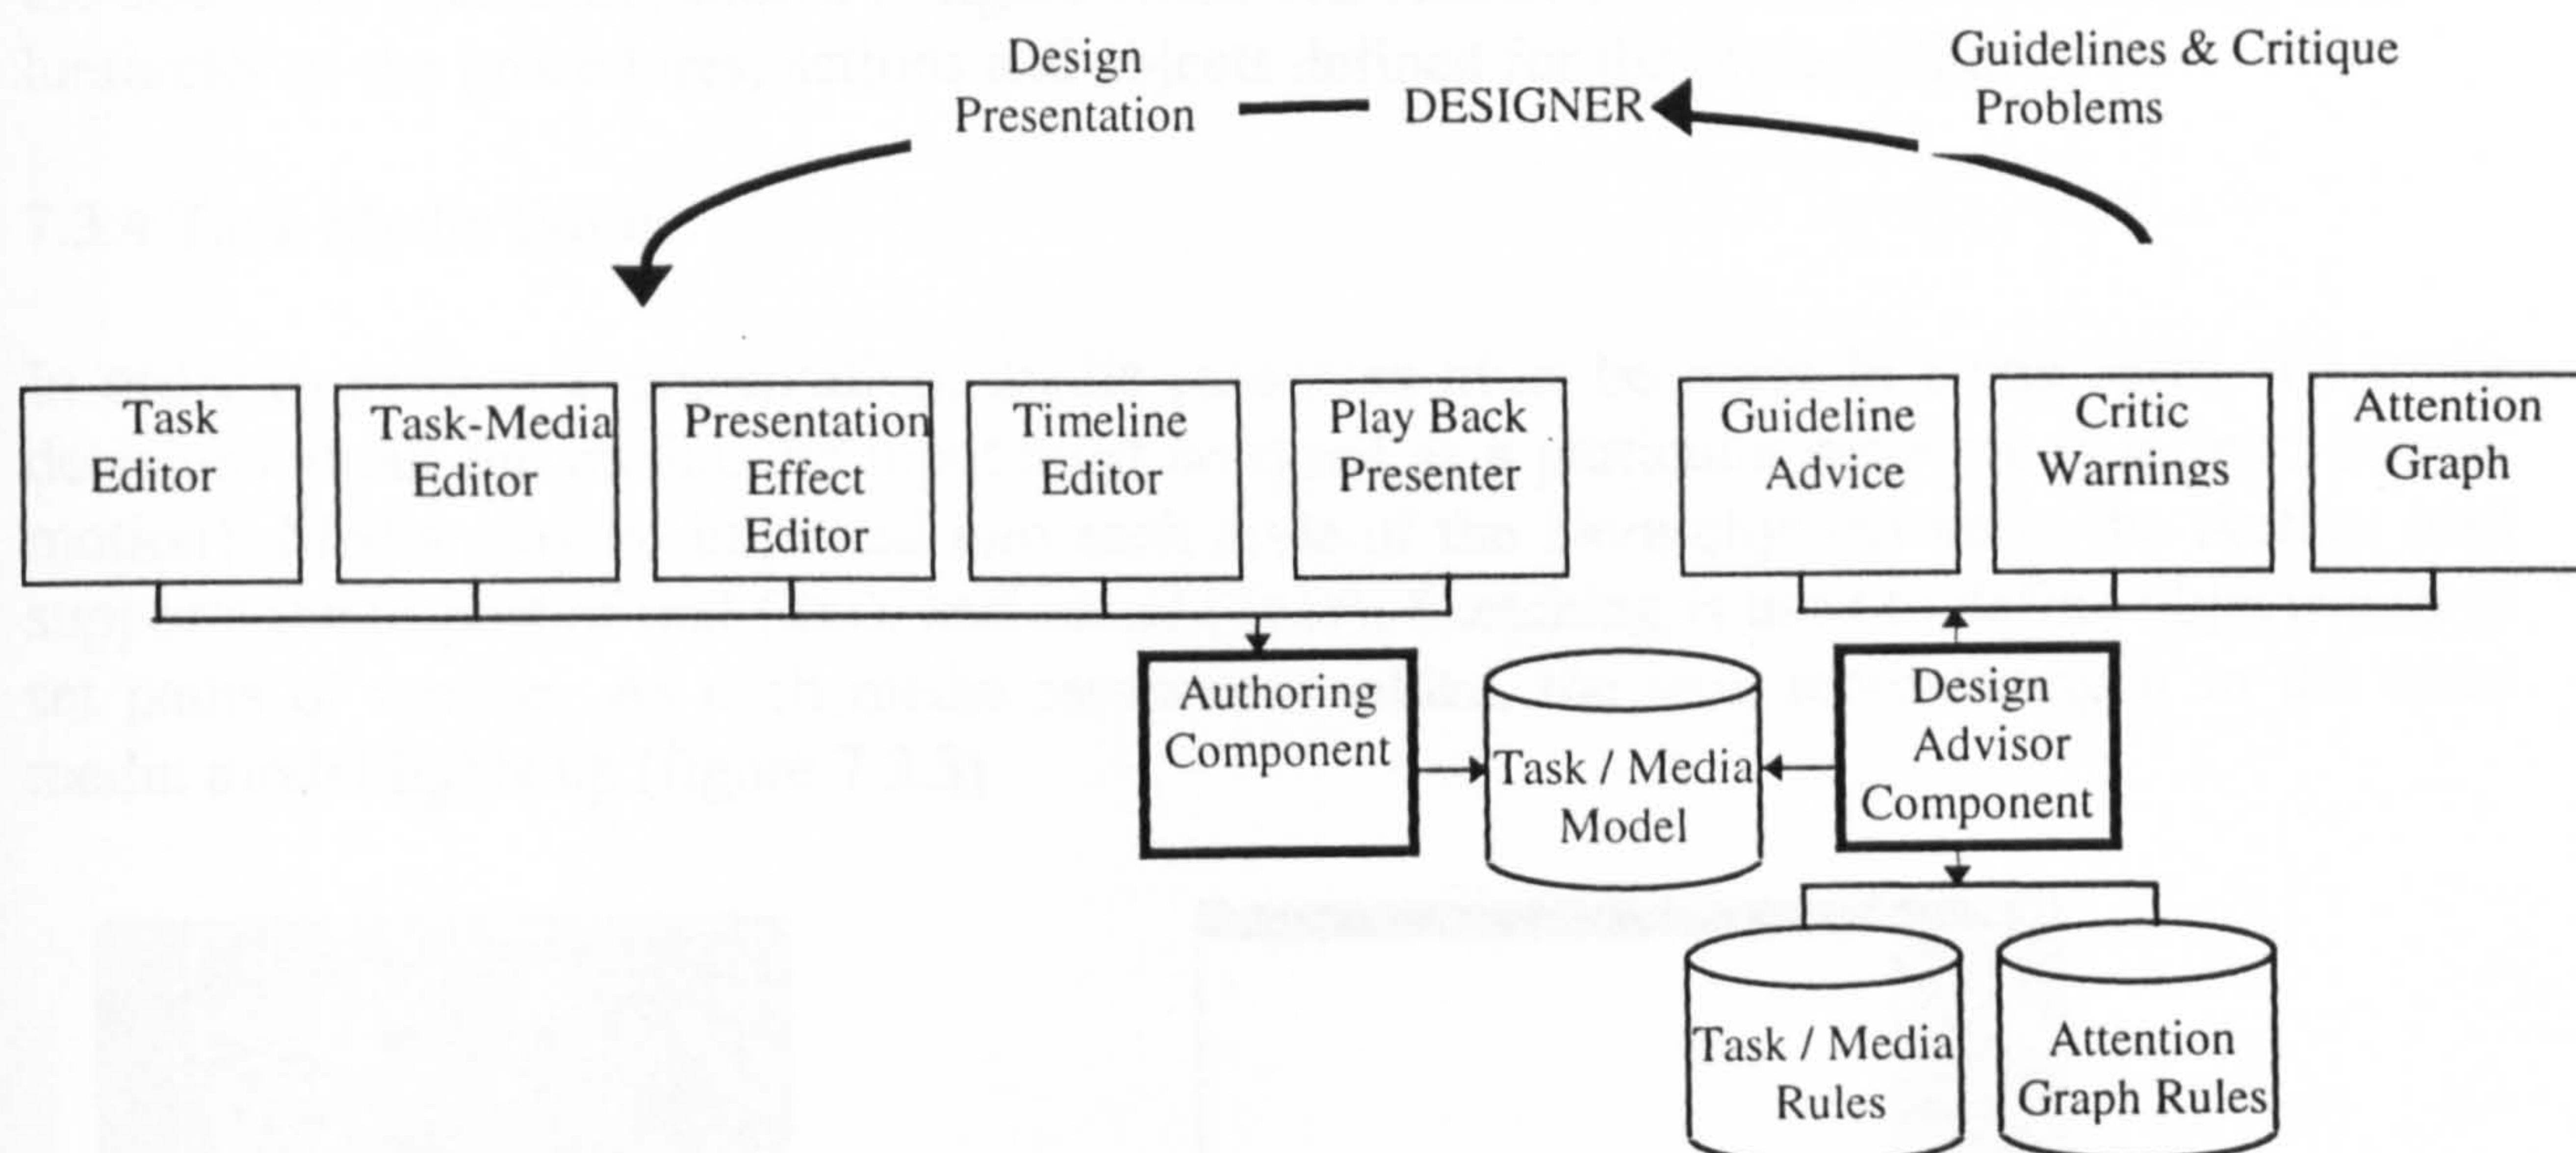 Design
Presentation
DESIGNER
Guidelines & Critique
Problems
Task
Editor
Task-Media
Editor
Presentation
Effect
Editor
Timeline
Editor
Play Back
Presenter
Guideline
Advice
Critic
Warnings
Attention
Graph
Authoring
Component
Task / Media
Model
Design
Advisor
Component
Task / Media
Rules
Attention
Graph Rules